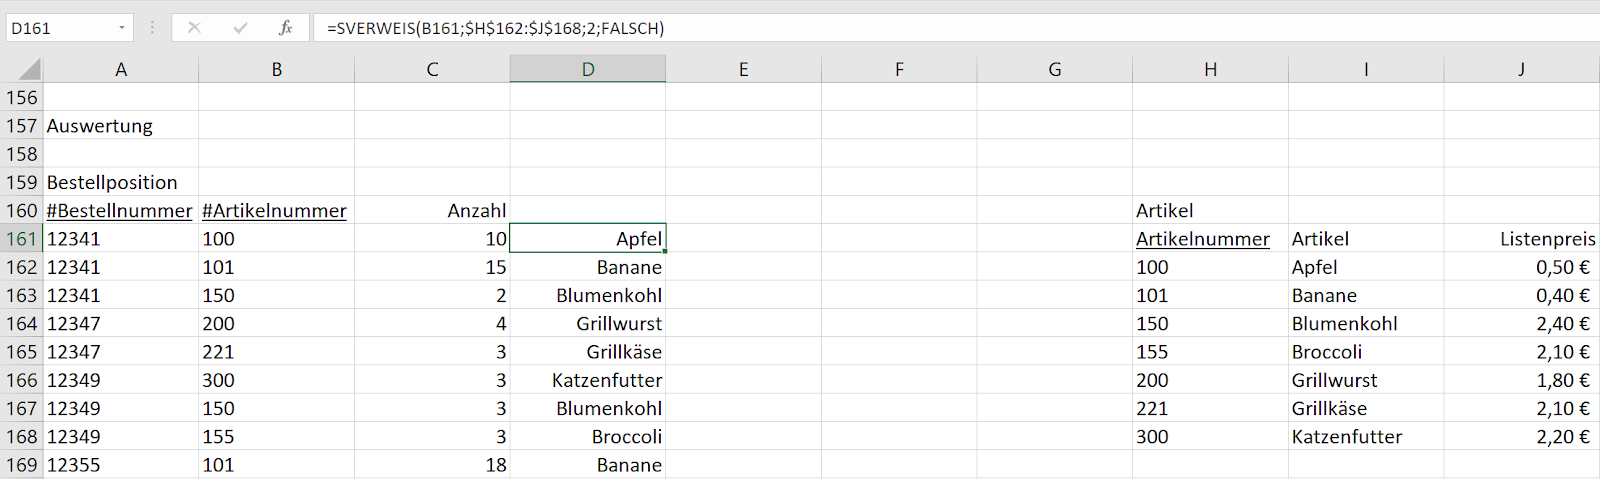 D161 fx =SVERWEIS(B161;$H$162:$J$168;2;FALSCH)
A B C D E F G H I J
156
157 Auswertung
158
159 Bestellposition
160 #Bestellnummer #Artikelnummer Anzahl Artikel
161 12341 100 10 Apfel Artikelnummer Artikel Listenpreis
162 12341 101 15 Banane 100 Apfel 0,50 €
163 12341 150 2 Blumenkohl 101 Banane 0,40 €
164 12347 200 4 Grillwurst 150 Blumenkohl 2,40 €
165 12347 221 3 Grillkäse 155 Broccoli 2,10 €
166 12349 300 3 Katzenfutter 200 Grillwurst 1,80 €
167 12349 150 3 Blumenkohl 221 Grillkäse 2,10 €
168 12349 155 3 Broccoli 300 Katzenfutter 2,20 €
169 12355 101 18 Banane